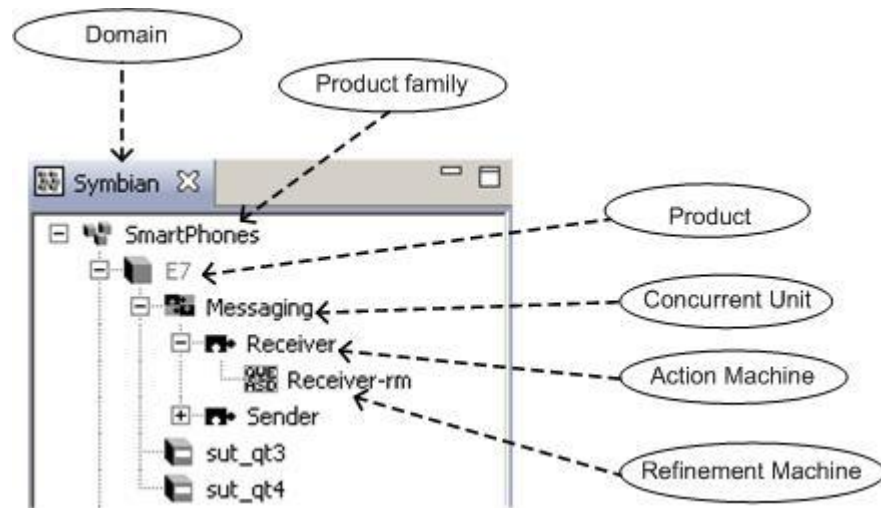 Domain
Product family
Symbian
SmartPhones
Product
E7
Messaging
Concurrent Unit
Receiver
Receiver-rm
Action Machine
Sender
sut_qt3
Refinement Machine
sut_qt4